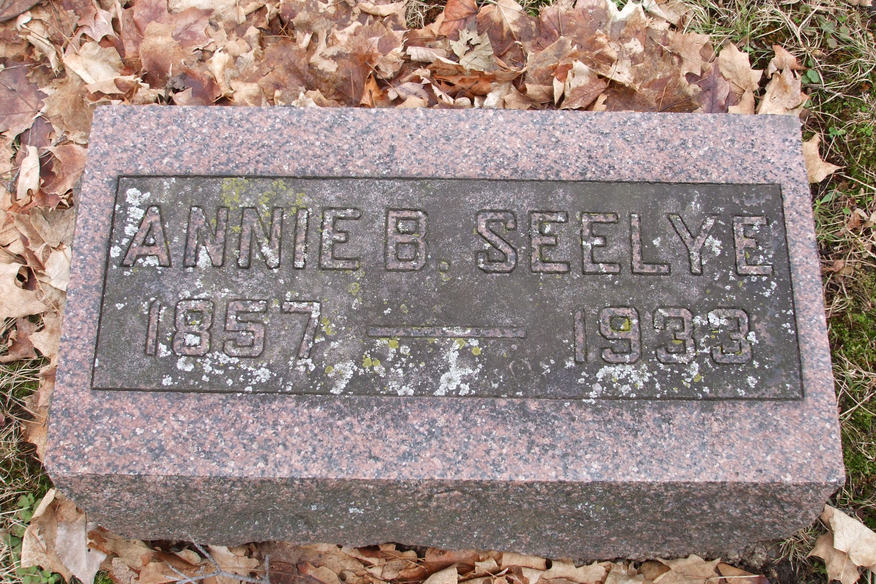 ANNIE B. SEELYE
1857 — 1933